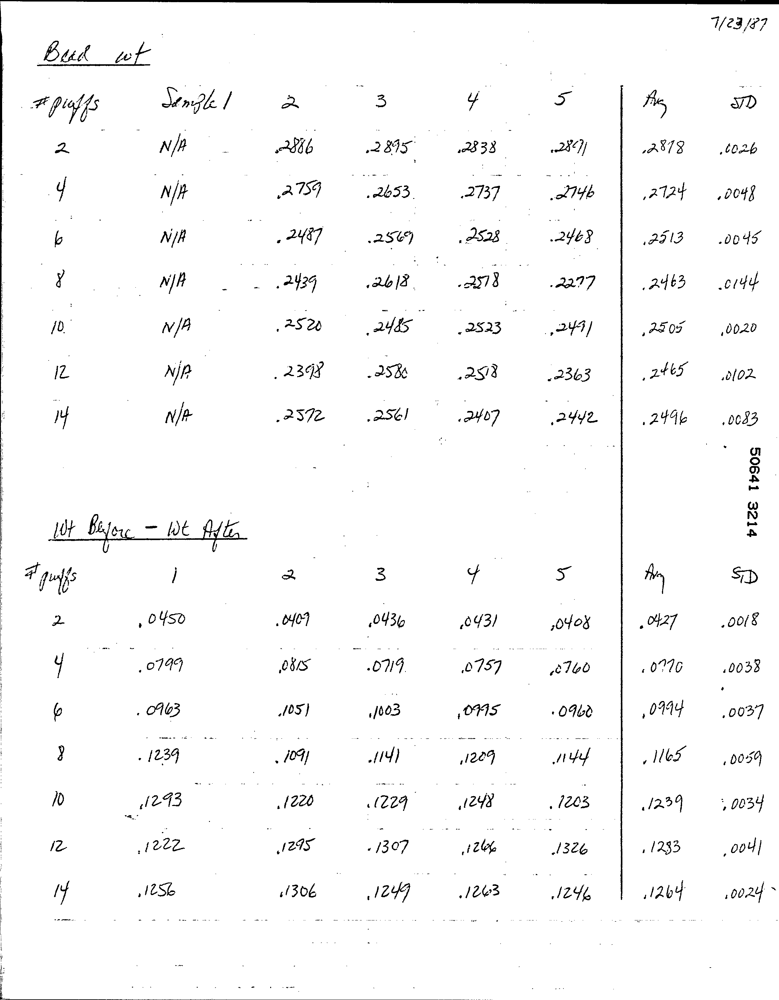 7/23/87
Bead wt
# puffs Sample 1 2 3 4 5 Avg STD
2 N/A .2886 .2895 .2838 .2891 .2878 .0026
4 N/A .2759 .2653 .2737 .2746 .2724 .0048
6 N/A .2487 .2569 .2528 .2468 .2513 .0045
8 N/A .2439 .2618 .2518 .2277 .2463 .0144
10 N/A .2520 .2485 .2523 .2491 .2505 .0020
12 N/A .2398 .2580 .2518 .2363 .2465 .0102
14 N/A .2572 .2561 .2407 .2442 .2496 .0083
50641 3214
Wt Before - Wt After
# puffs 1 2 3 4 5 Avg STD
2 .0450 .0409 .0436 .0431 .0408 .0427 .0018
4 .0799 .0815 .0719 .0757 .0760 .0770 .0038
6 .0963 .1051 .1003 .0995 .0960 .0994 .0037
8 .1239 .1091 .1141 .1209 .1144 .1165 .0059
10 .1293 .1220 .1229 .1248 .1203 .1239 .0034
12 .1222 .1295 .1307 .1266 .1326 .1283 .0041
14 .1256 .1306 .1249 .1263 .1246 .1264 .0024